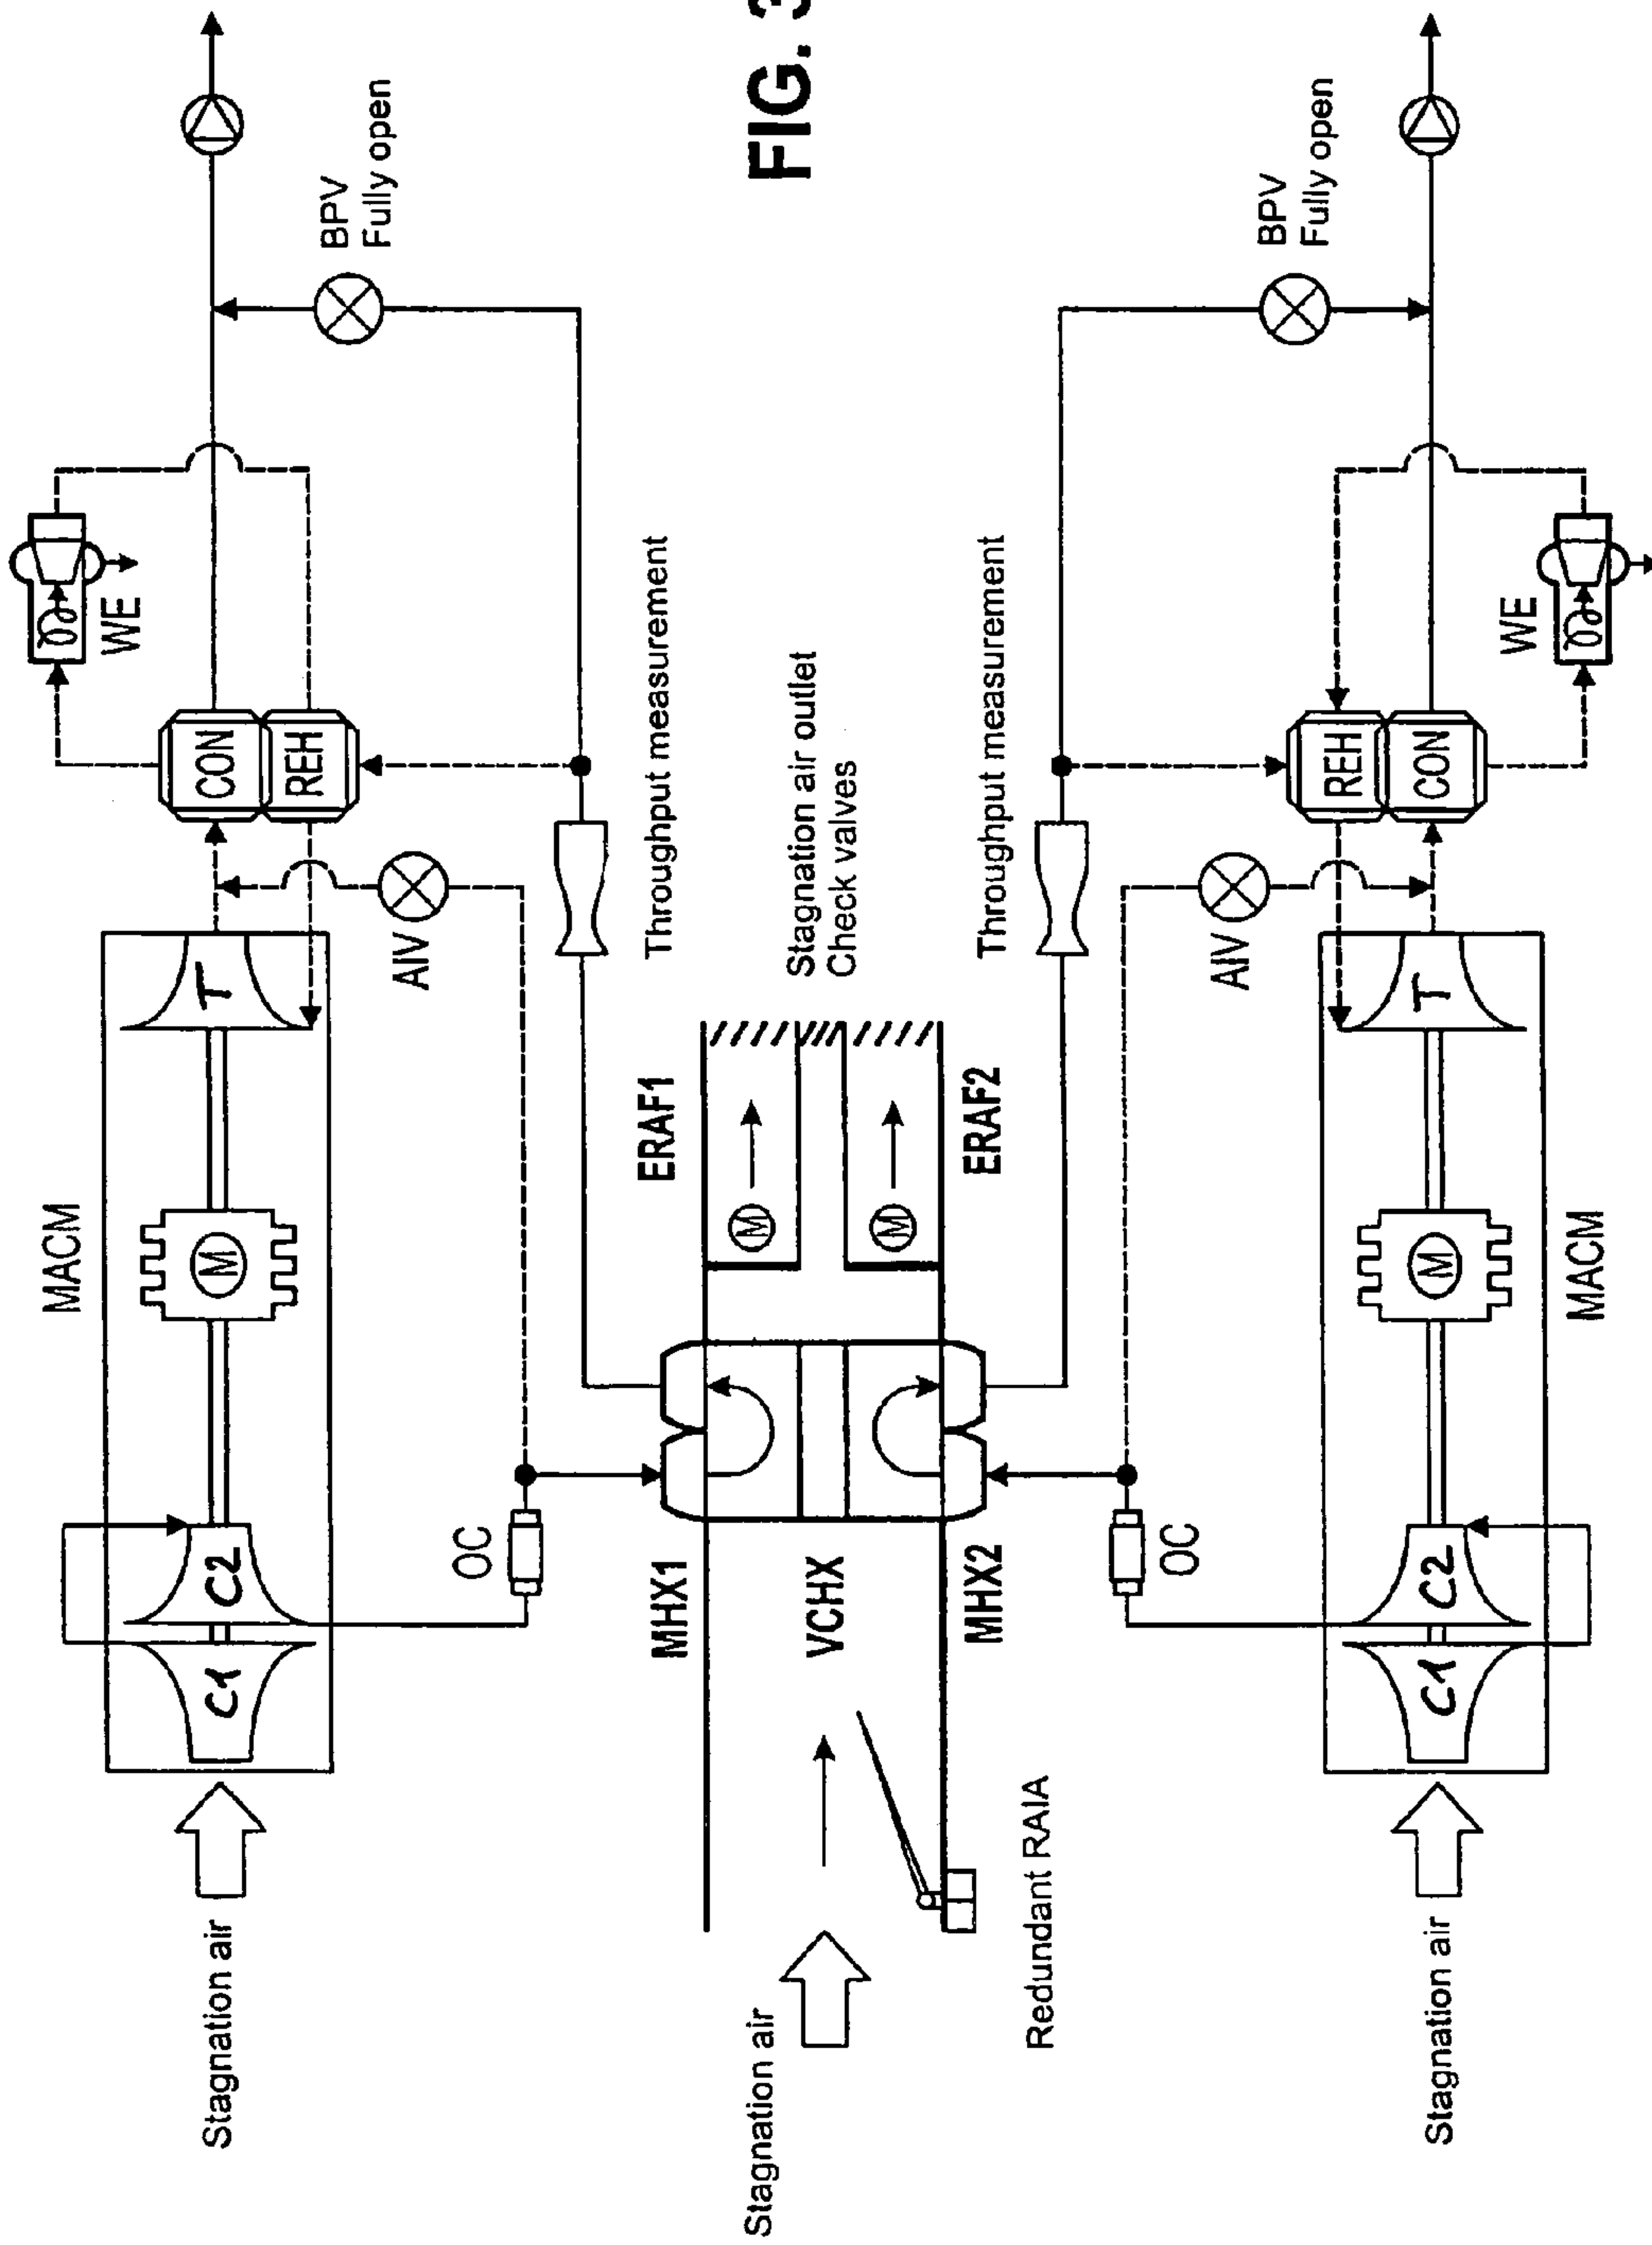 FIG. 3
Stagnation air
MACM
C1
C2
M
T
AIV
CON
REH
WE
BPV
Fully open
OC
Throughput measurement
MHX1
ERAF1
M
Stagnation air
VCHX
Stagnation air outlet
Check valves
M
MHX2
ERAF2
Redundant RAIA
Throughput measurement
OC
AIV
BPV
Fully open
REH
CON
WE
Stagnation air
C1
C2
M
T
MACM